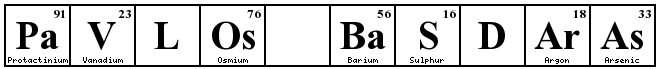 91 23 76 56 16 18 33
Pa V L Os Ba S D Ar As
Protactinium Vanadium Osmium Barium Sulphur Argon Arsenic